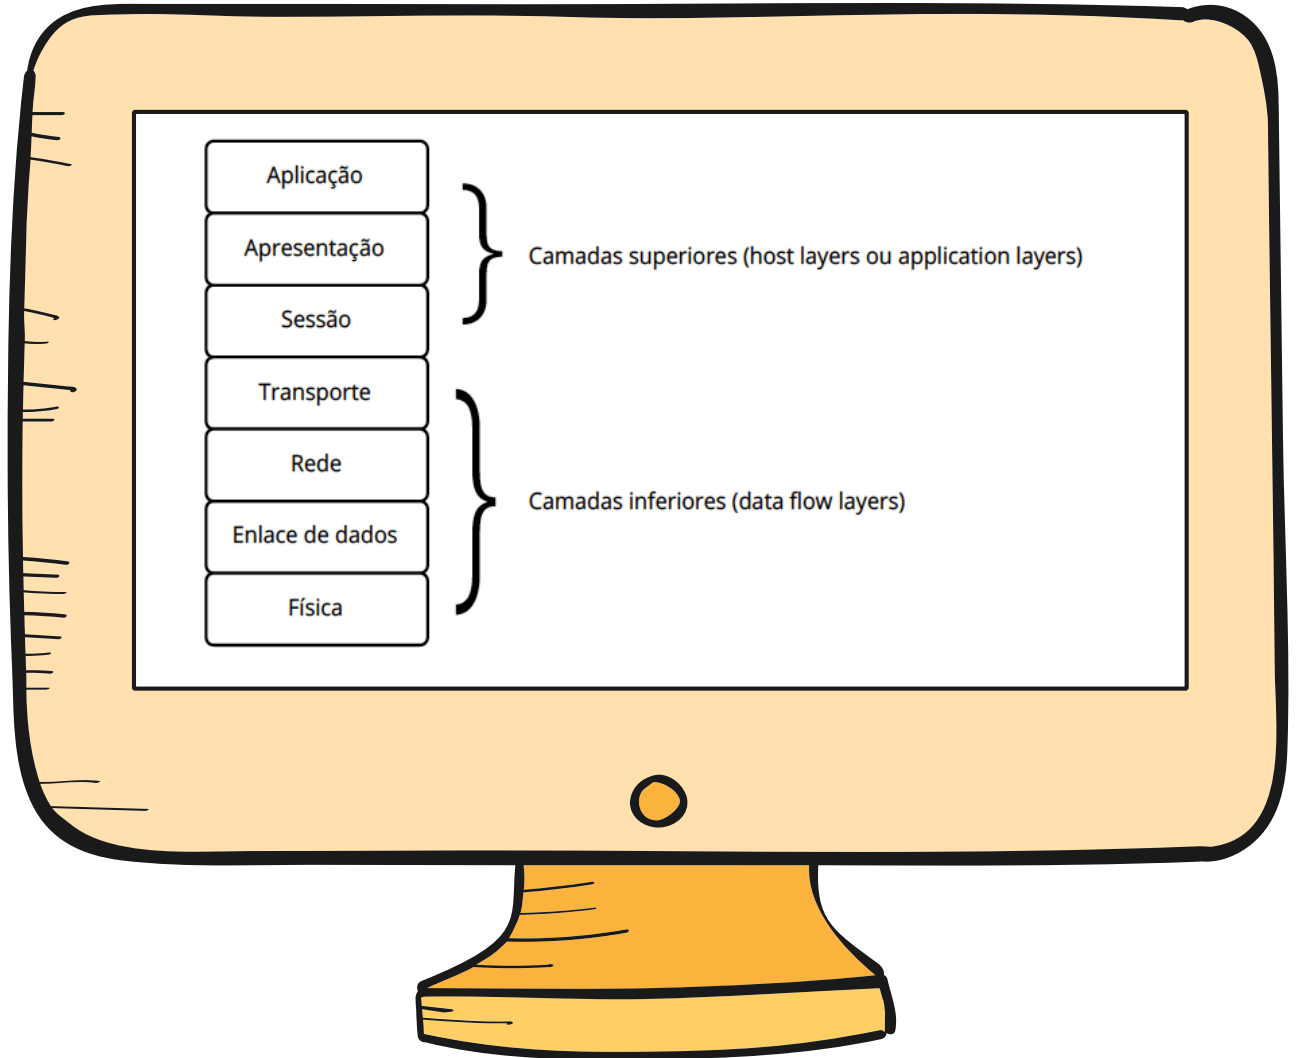 Aplicação
Apresentação
Sessão
Camadas superiores (host layers ou application layers)
Transporte
Rede
Enlace de dados
Física
Camadas inferiores (data flow layers)